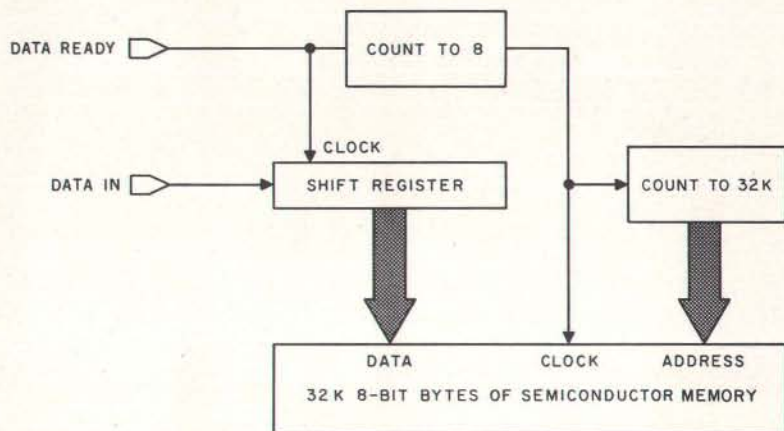 DATA READY
COUNT TO 8
CLOCK
DATA IN
SHIFT REGISTER
COUNT TO 32K
DATA
CLOCK
ADDRESS
32K 8-BIT BYTES OF SEMICONDUCTOR MEMORY